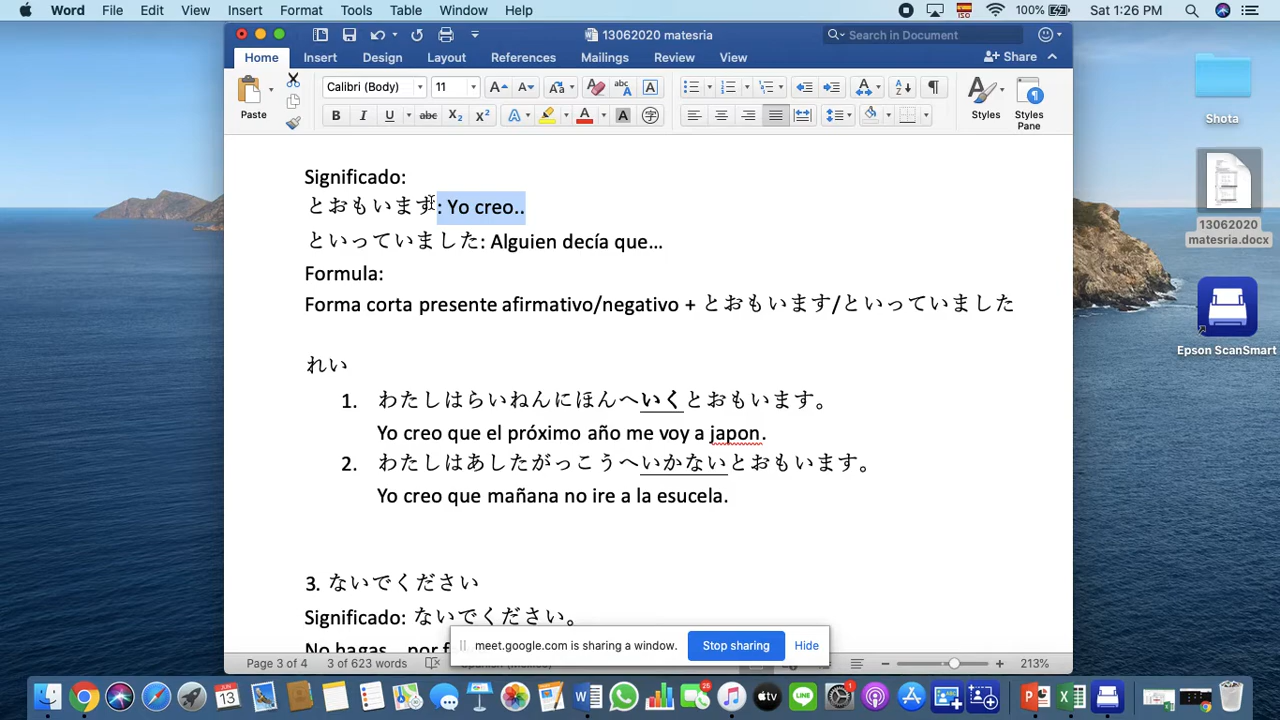 Word File Edit View Insert Format Tools Table Window Help 100% Sat 1:26 PM
13062020 matesria
Search in Document
Home Insert Design Layout References Mailings Review View Share
Paste
Calibri (Body) 11
Styles
Styles Pane
Significado:
とおもいます: Yo creo..
といっていました: Alguien decía que...
Formula:
Forma corta presente afirmativo/negativo + とおもいます/といっていました
れい
1. わたしはらいねんにほんへいくとおもいます。
Yo creo que el próximo año me voy a japon.
2. わたしはあしたがっこうへいかないとおもいます。
Yo creo que mañana no ire a la esucela.
3. ないでください
Significado: ないでください。
No hagas
meet.google.com is sharing a window. Stop sharing Hide
Page 3 of 4 3 of 623 words 213%
Shota
13062020 matesria.docx
Epson ScanSmart